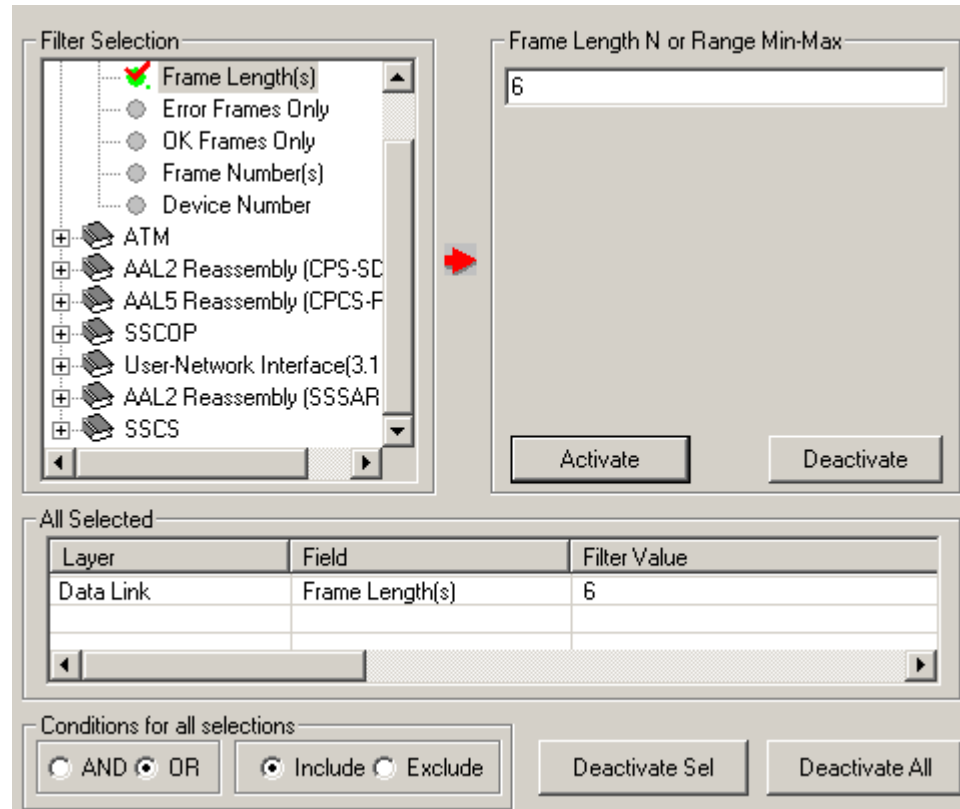 Filter Selection
Frame Length(s)
Error Frames Only
OK Frames Only
Frame Number(s)
Device Number
ATM
AAL2 Reassembly (CPS-SD
AAL5 Reassembly (CPCS-F
SSCOP
User-Network Interface(3.1
AAL2 Reassembly (SSSAR
SSCS
Frame Length N or Range Min-Max
6
Activate Deactivate
All Selected
Layer Field Filter Value
Data Link Frame Length(s) 6
Conditions for all selections
AND OR Include Exclude Deactivate Sel Deactivate All